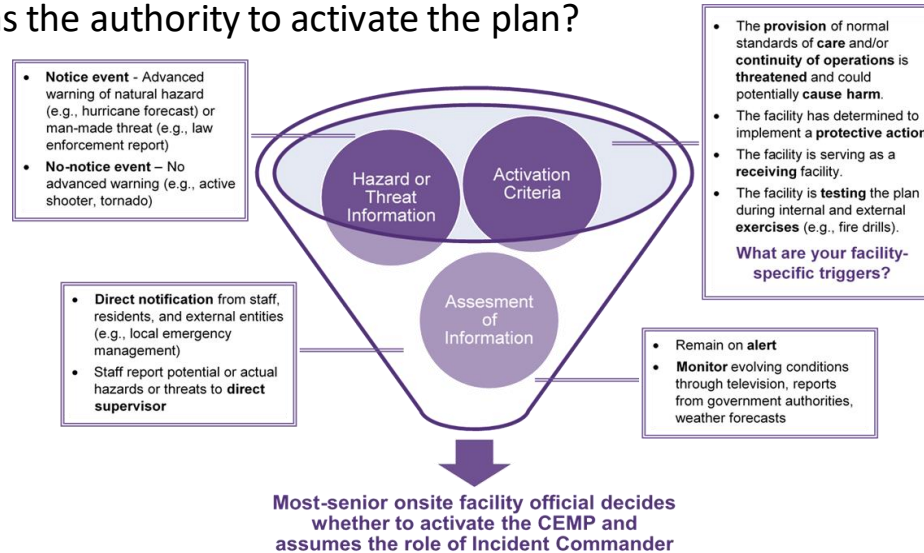 s the authority to activate the plan?
• Notice event - Advanced
warning of natural hazard
(e.g., hurricane forecast) or
man-made threat (e.g., law
enforcement report)
• No-notice event – No
advanced warning (e.g., active
shooter, tornado)
• The provision of normal
standards of care and/or
continuity of operations is
threatened and could
potentially cause harm.
• The facility has determined to
implement a protective action
• The facility is serving as a
receiving facility.
• The facility is testing the plan
during internal and external
exercises (e.g., fire drills).
What are your facility-
specific triggers?
Hazard or
Threat
Information
Activation
Criteria
Assesment
of
Information
• Direct notification from staff,
residents, and external entities
(e.g., local emergency
management)
• Staff report potential or actual
hazards or threats to direct
supervisor
• Remain on alert
• Monitor evolving conditions
through television, reports
from government authorities,
weather forecasts
Most-senior onsite facility official decides
whether to activate the CEMP and
assumes the role of Incident Commander